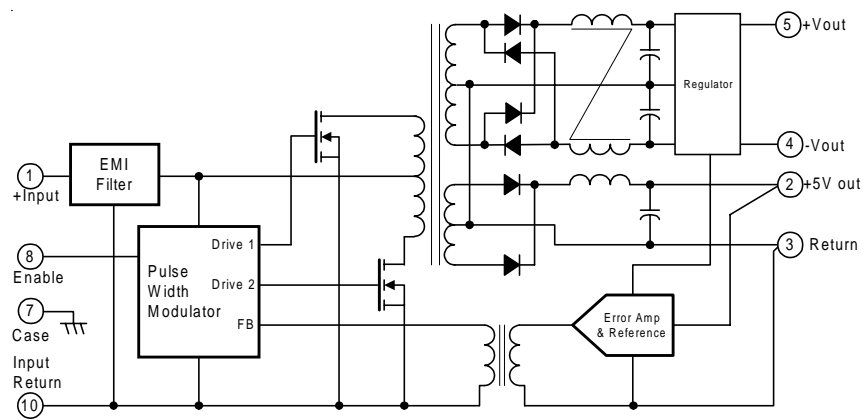 5 +Vout
Regulator
EMI
Filter
4 -Vout
1
+Input
2 +5V out
Drive 1
3 Return
8
Enable
Pulse
Width
Modulator
Drive 2
7
Case
FB
Error Amp
& Reference
Input
Return
10